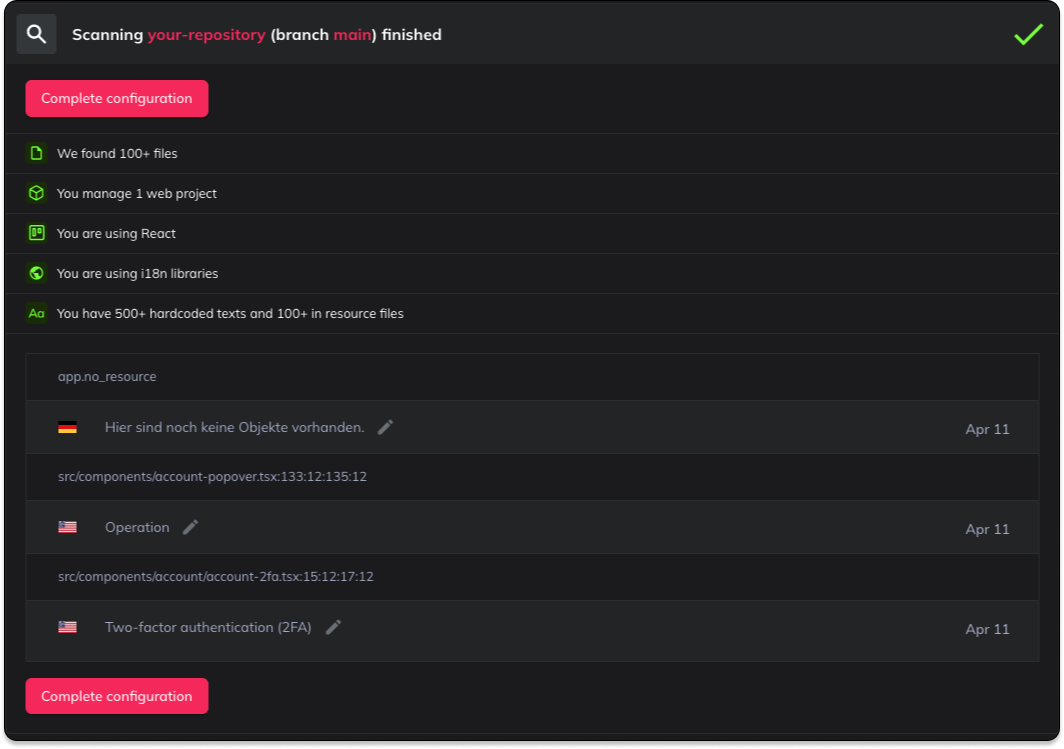 Scanning your-repository (branch main) finished
Complete configuration
We found 100+ files
You manage 1 web project
You are using React
You are using i18n libraries
Aa You have 500+ hardcoded texts and 100+ in resource files
app.no_resource
Hier sind noch keine Objekte vorhanden. Apr 11
src/components/account-popover.tsx:133:12:135:12
Operation Apr 11
src/components/account/account-2fa.tsx:15:12:17:12
Two-factor authentication (2FA) Apr 11
Complete configuration